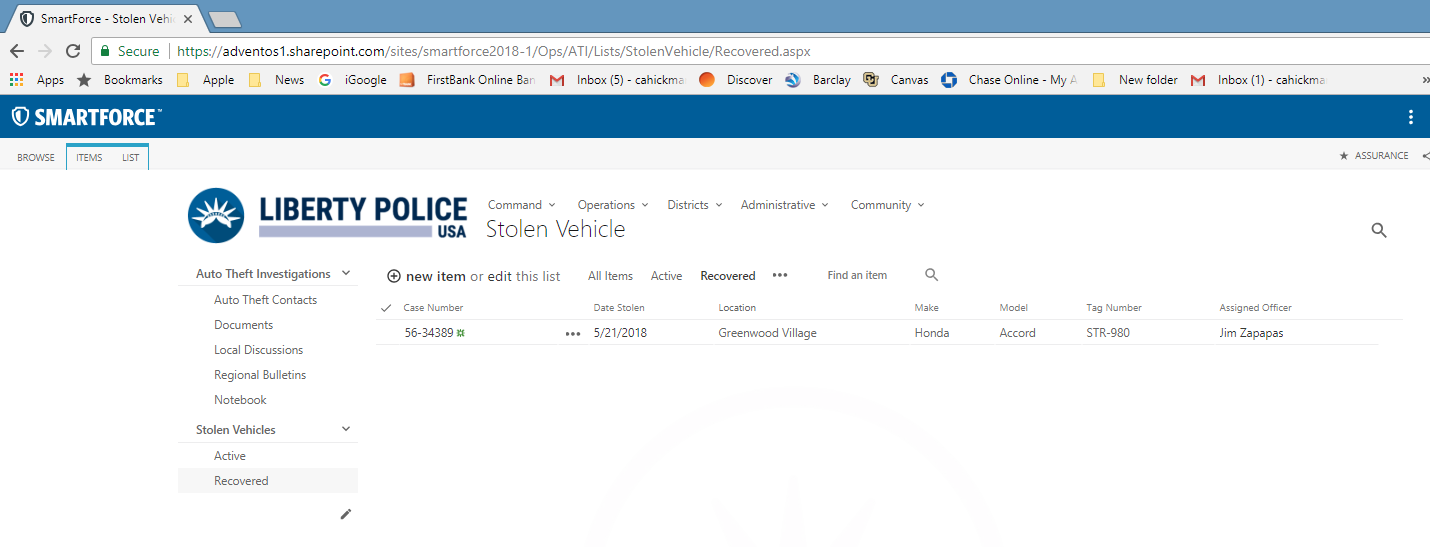 SmartForce - Stolen Vehi
Secure https://adventos1.sharepoint.com/sites/smartforce2018-1/Ops/ATI/Lists/StolenVehicle/Recovered.aspx
Apps Bookmarks Apple News iGoogle FirstBank Online Ban Inbox (5) - cahickma Discover Barclay Canvas Chase Online - My A New folder Inbox (1) - cahickma »
SMARTFORCE™
BROWSE ITEMS LIST ASSURANCE
LIBERTY POLICE
USA
Command Operations Districts Administrative Community
Stolen Vehicle
Auto Theft Investigations
Auto Theft Contacts
Documents
Local Discussions
Regional Bulletins
Notebook
Stolen Vehicles
Active
Recovered
new item or edit this list All Items Active Recovered ••• Find an item
Case Number Date Stolen Location Make Model Tag Number Assigned Officer
56-34389 ••• 5/21/2018 Greenwood Village Honda Accord STR-980 Jim Zapapas